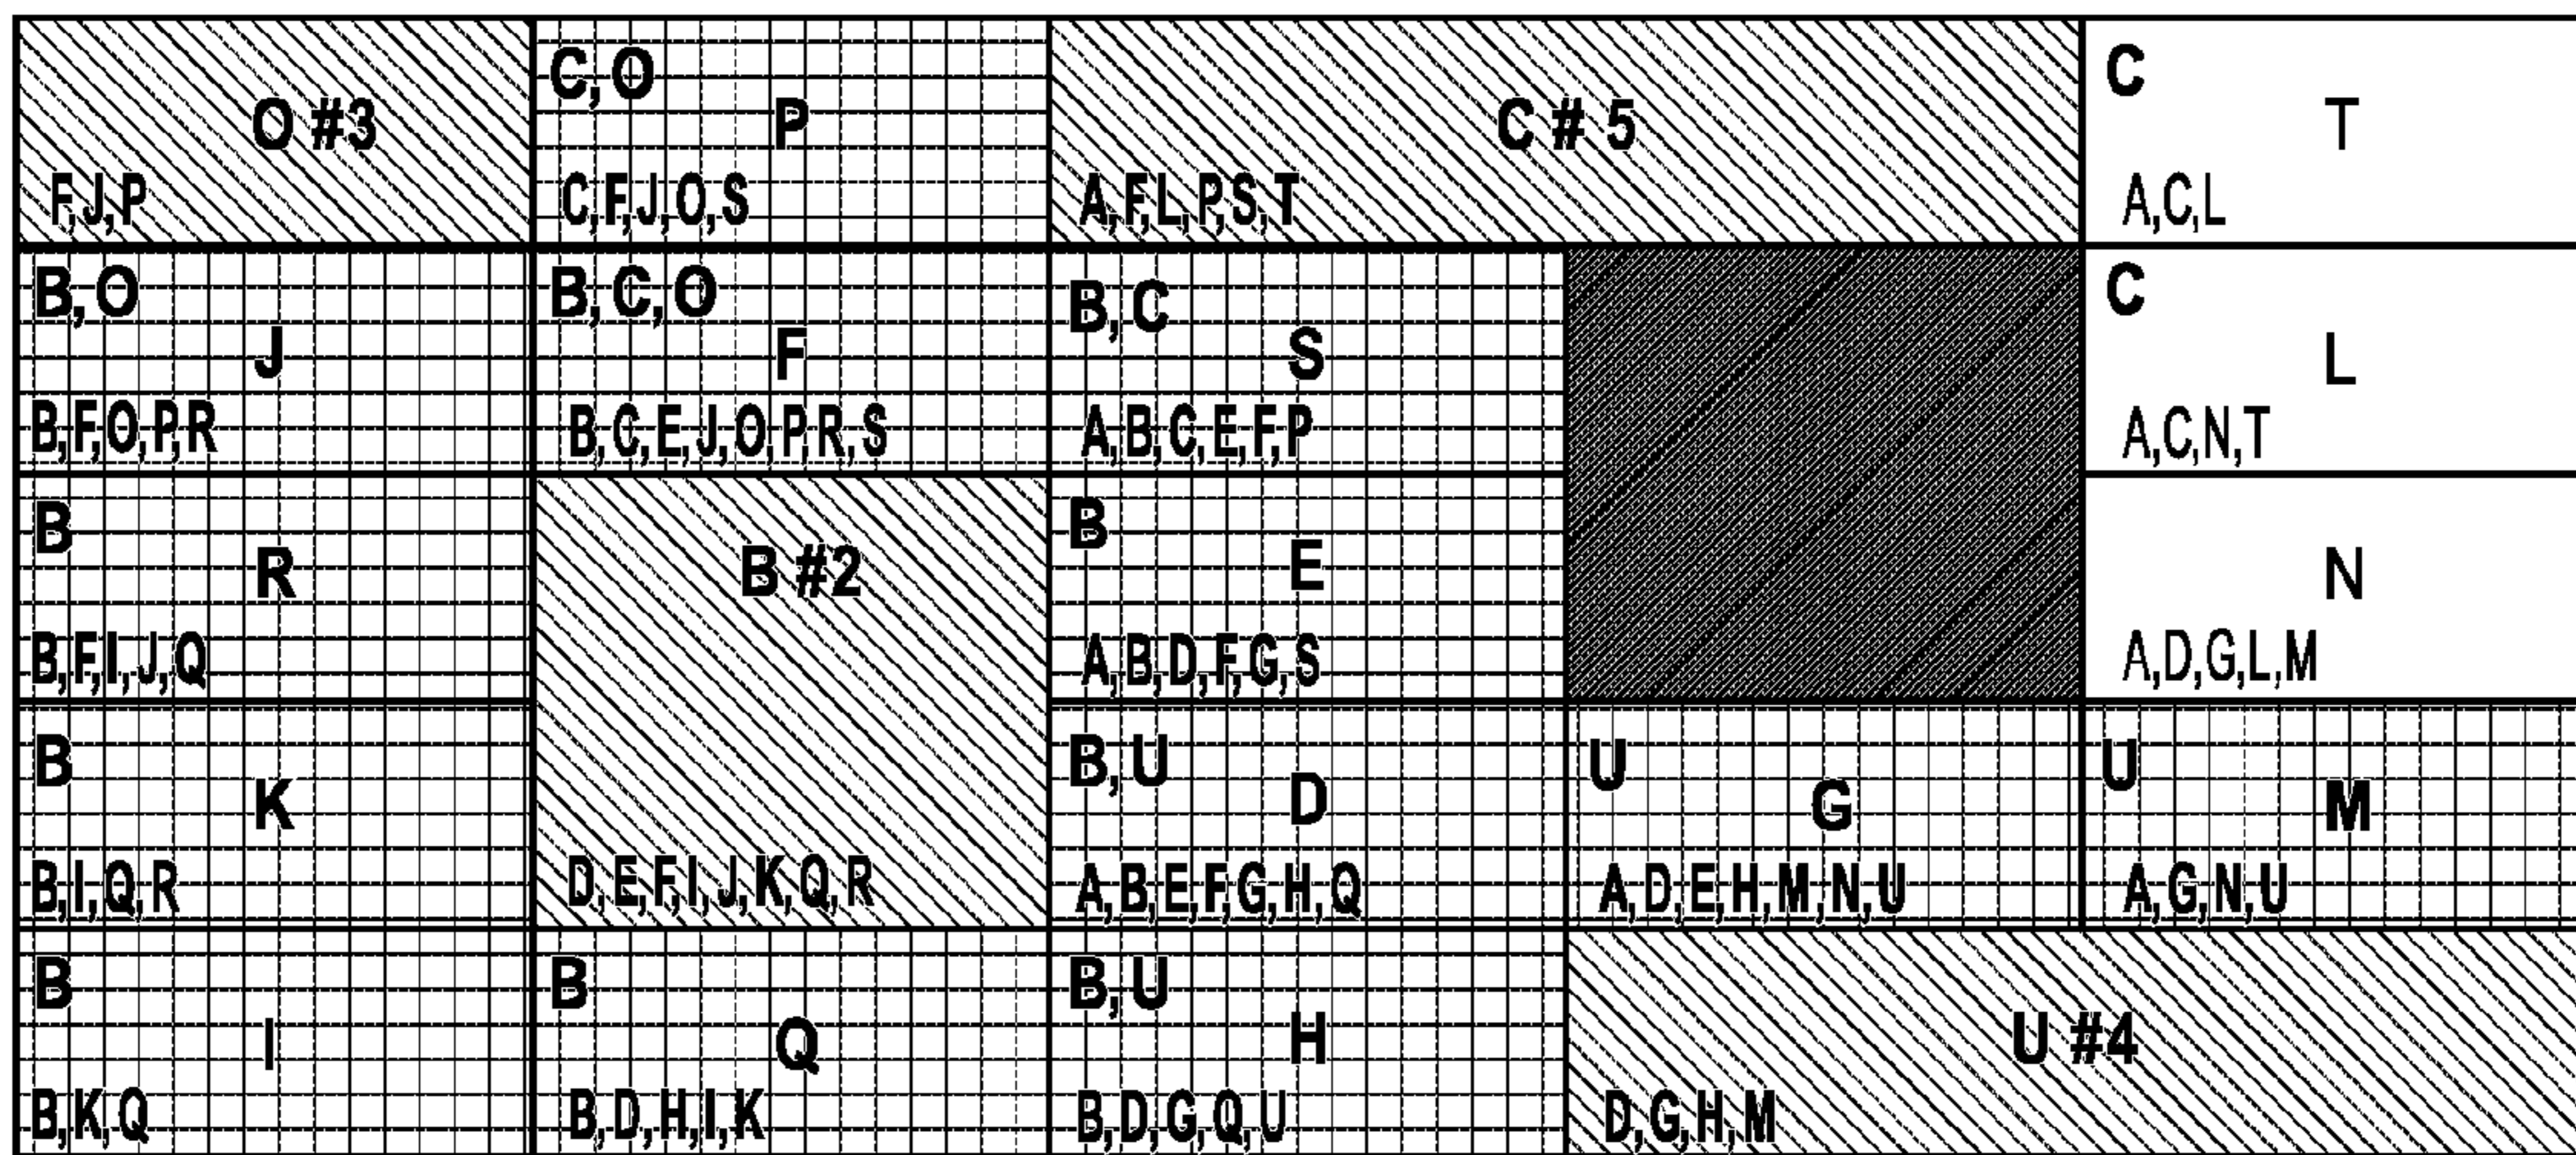 O #3
F,J,P
C,O
P
C,F,J,O,S
C # 5
A,F,L,P,S,T
C
T
A,C,L
B,O
J
B,F,O,P,R
B,C,O
F
B,C,E,J,O,P,R,S
B,C
S
A,B,C,E,F,P
C
L
A,C,N,T
B
R
B,F,I,J,Q
B #2
D,E,F,I,J,K,Q,R
B
E
A,B,D,F,G,S
N
A,D,G,L,M
B
K
B,I,Q,R
B,U
D
A,B,E,F,G,H,Q
U
G
A,D,E,H,M,N,U
U
M
A,G,N,U
B
I
B,K,Q
B
Q
B,D,H,I,K
B,U
H
B,D,G,Q,U
U #4
D,G,H,M